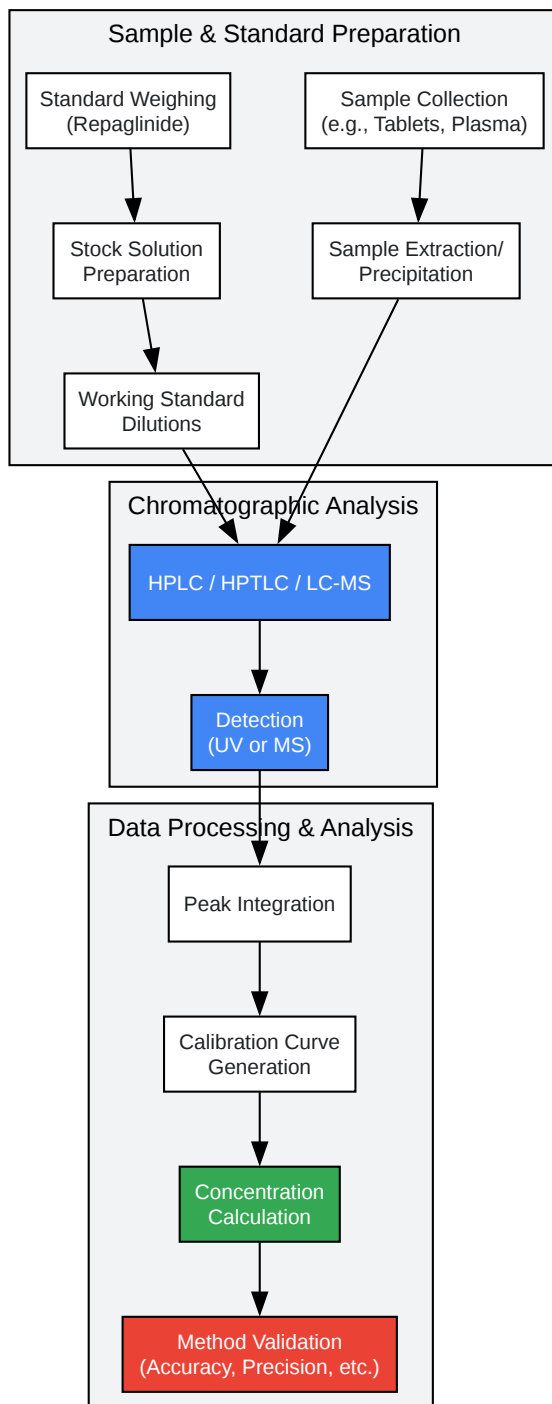 Sample & Standard Preparation
Standard Weighing
(Repaglinide)
Sample Collection
(e.g., Tablets, Plasma)
Stock Solution
Preparation
Sample Extraction/
Precipitation
Working Standard
Dilutions
Chromatographic Analysis
HPLC / HPTLC / LC-MS
Detection
(UV or MS)
Data Processing & Analysis
Peak Integration
Calibration Curve
Generation
Concentration
Calculation
Method Validation
(Accuracy, Precision, etc.)